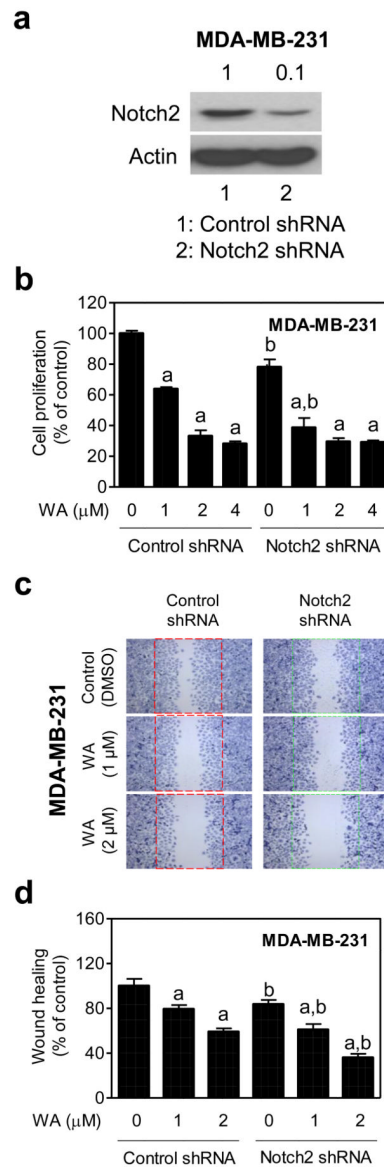 a
MDA-MB-231
1 0.1
Notch2
Actin
1 2
1: Control shRNA
2: Notch2 shRNA
b
120
100
80
60
40
20
0
Cell proliferation
(% of control)
MDA-MB-231
a
a
a
b
a,b
a
a
WA (μM) 0 1 2 4 0 1 2 4
Control shRNA Notch2 shRNA
c
Control
shRNA
Notch2
shRNA
MDA-MB-231
Control
(DMSO)
WA
(1 μM)
WA
(2 μM)
d
160
120
80
40
0
Wound healing
(% of control)
MDA-MB-231
a
a
b
a,b
a,b
WA (μM) 0 1 2 0 1 2
Control shRNA Notch2 shRNA